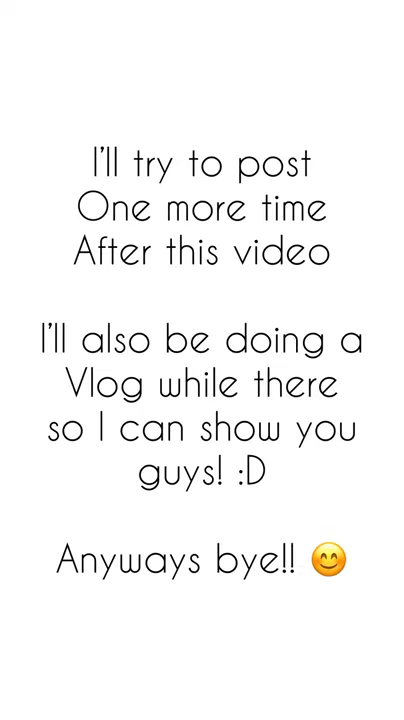 I'll try to post
One more time
After this video
I'll also be doing a
Vlog while there
so I can show you
guys! :D
Anyways bye!! 😊